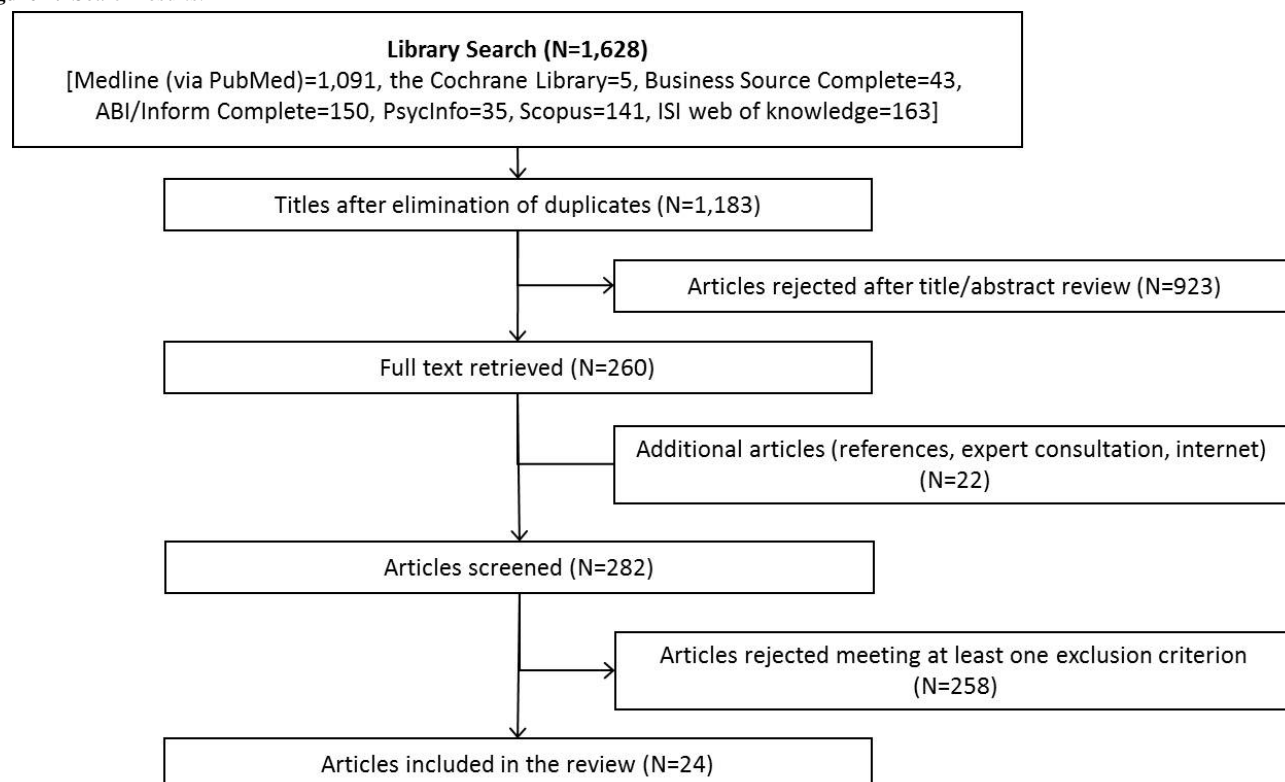 Library Search (N=1,628)
[Medline (via PubMed)=1,091, the Cochrane Library=5, Business Source Complete=43,
ABI/Inform Complete=150, PsycInfo=35, Scopus=141, ISI web of knowledge=163]
Titles after elimination of duplicates (N=1,183)
Articles rejected after title/abstract review (N=923)
Full text retrieved (N=260)
Additional articles (references, expert consultation, internet)
(N=22)
Articles screened (N=282)
Articles rejected meeting at least one exclusion criterion
(N=258)
Articles included in the review (N=24)